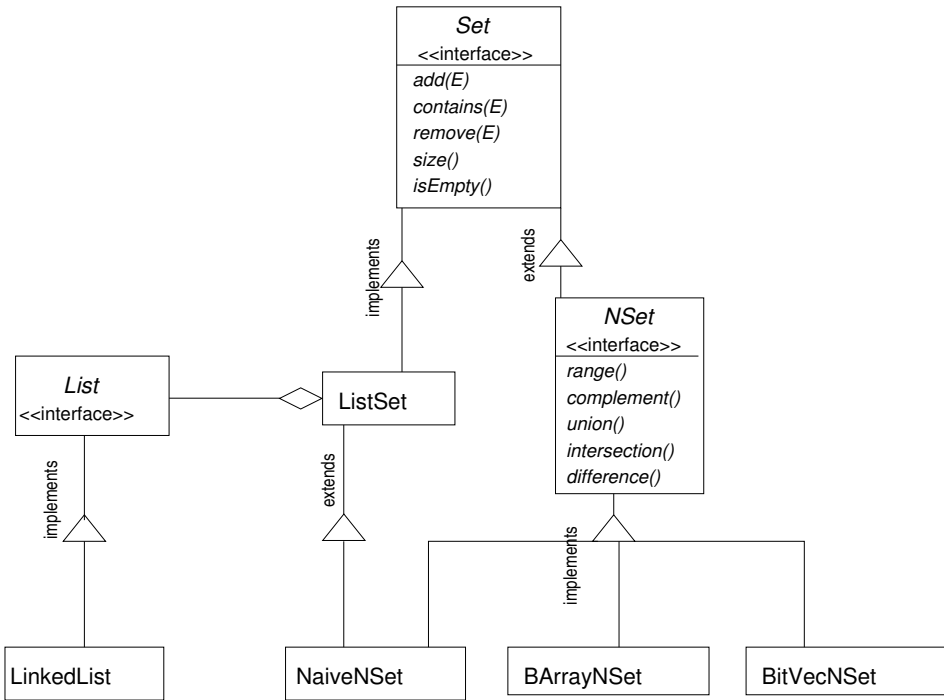 Set
<<interface>>
add(E)
contains(E)
remove(E)
size()
isEmpty()
implements
extends
NSet
<<interface>>
range()
complement()
union()
intersection()
difference()
List
<<interface>>
ListSet
implements
extends
implements
LinkedList
NaiveNSet
BArrayNSet
BitVecNSet